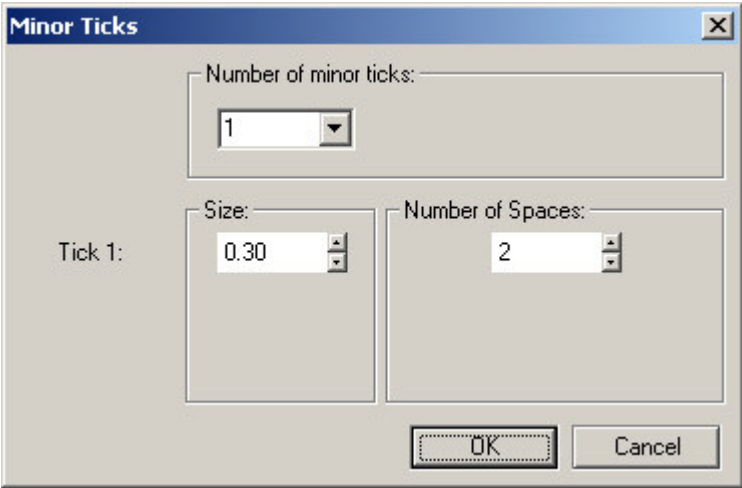 Minor Ticks
Number of minor ticks:
1
Size: Number of Spaces:
Tick 1: 0.30 2
OK Cancel